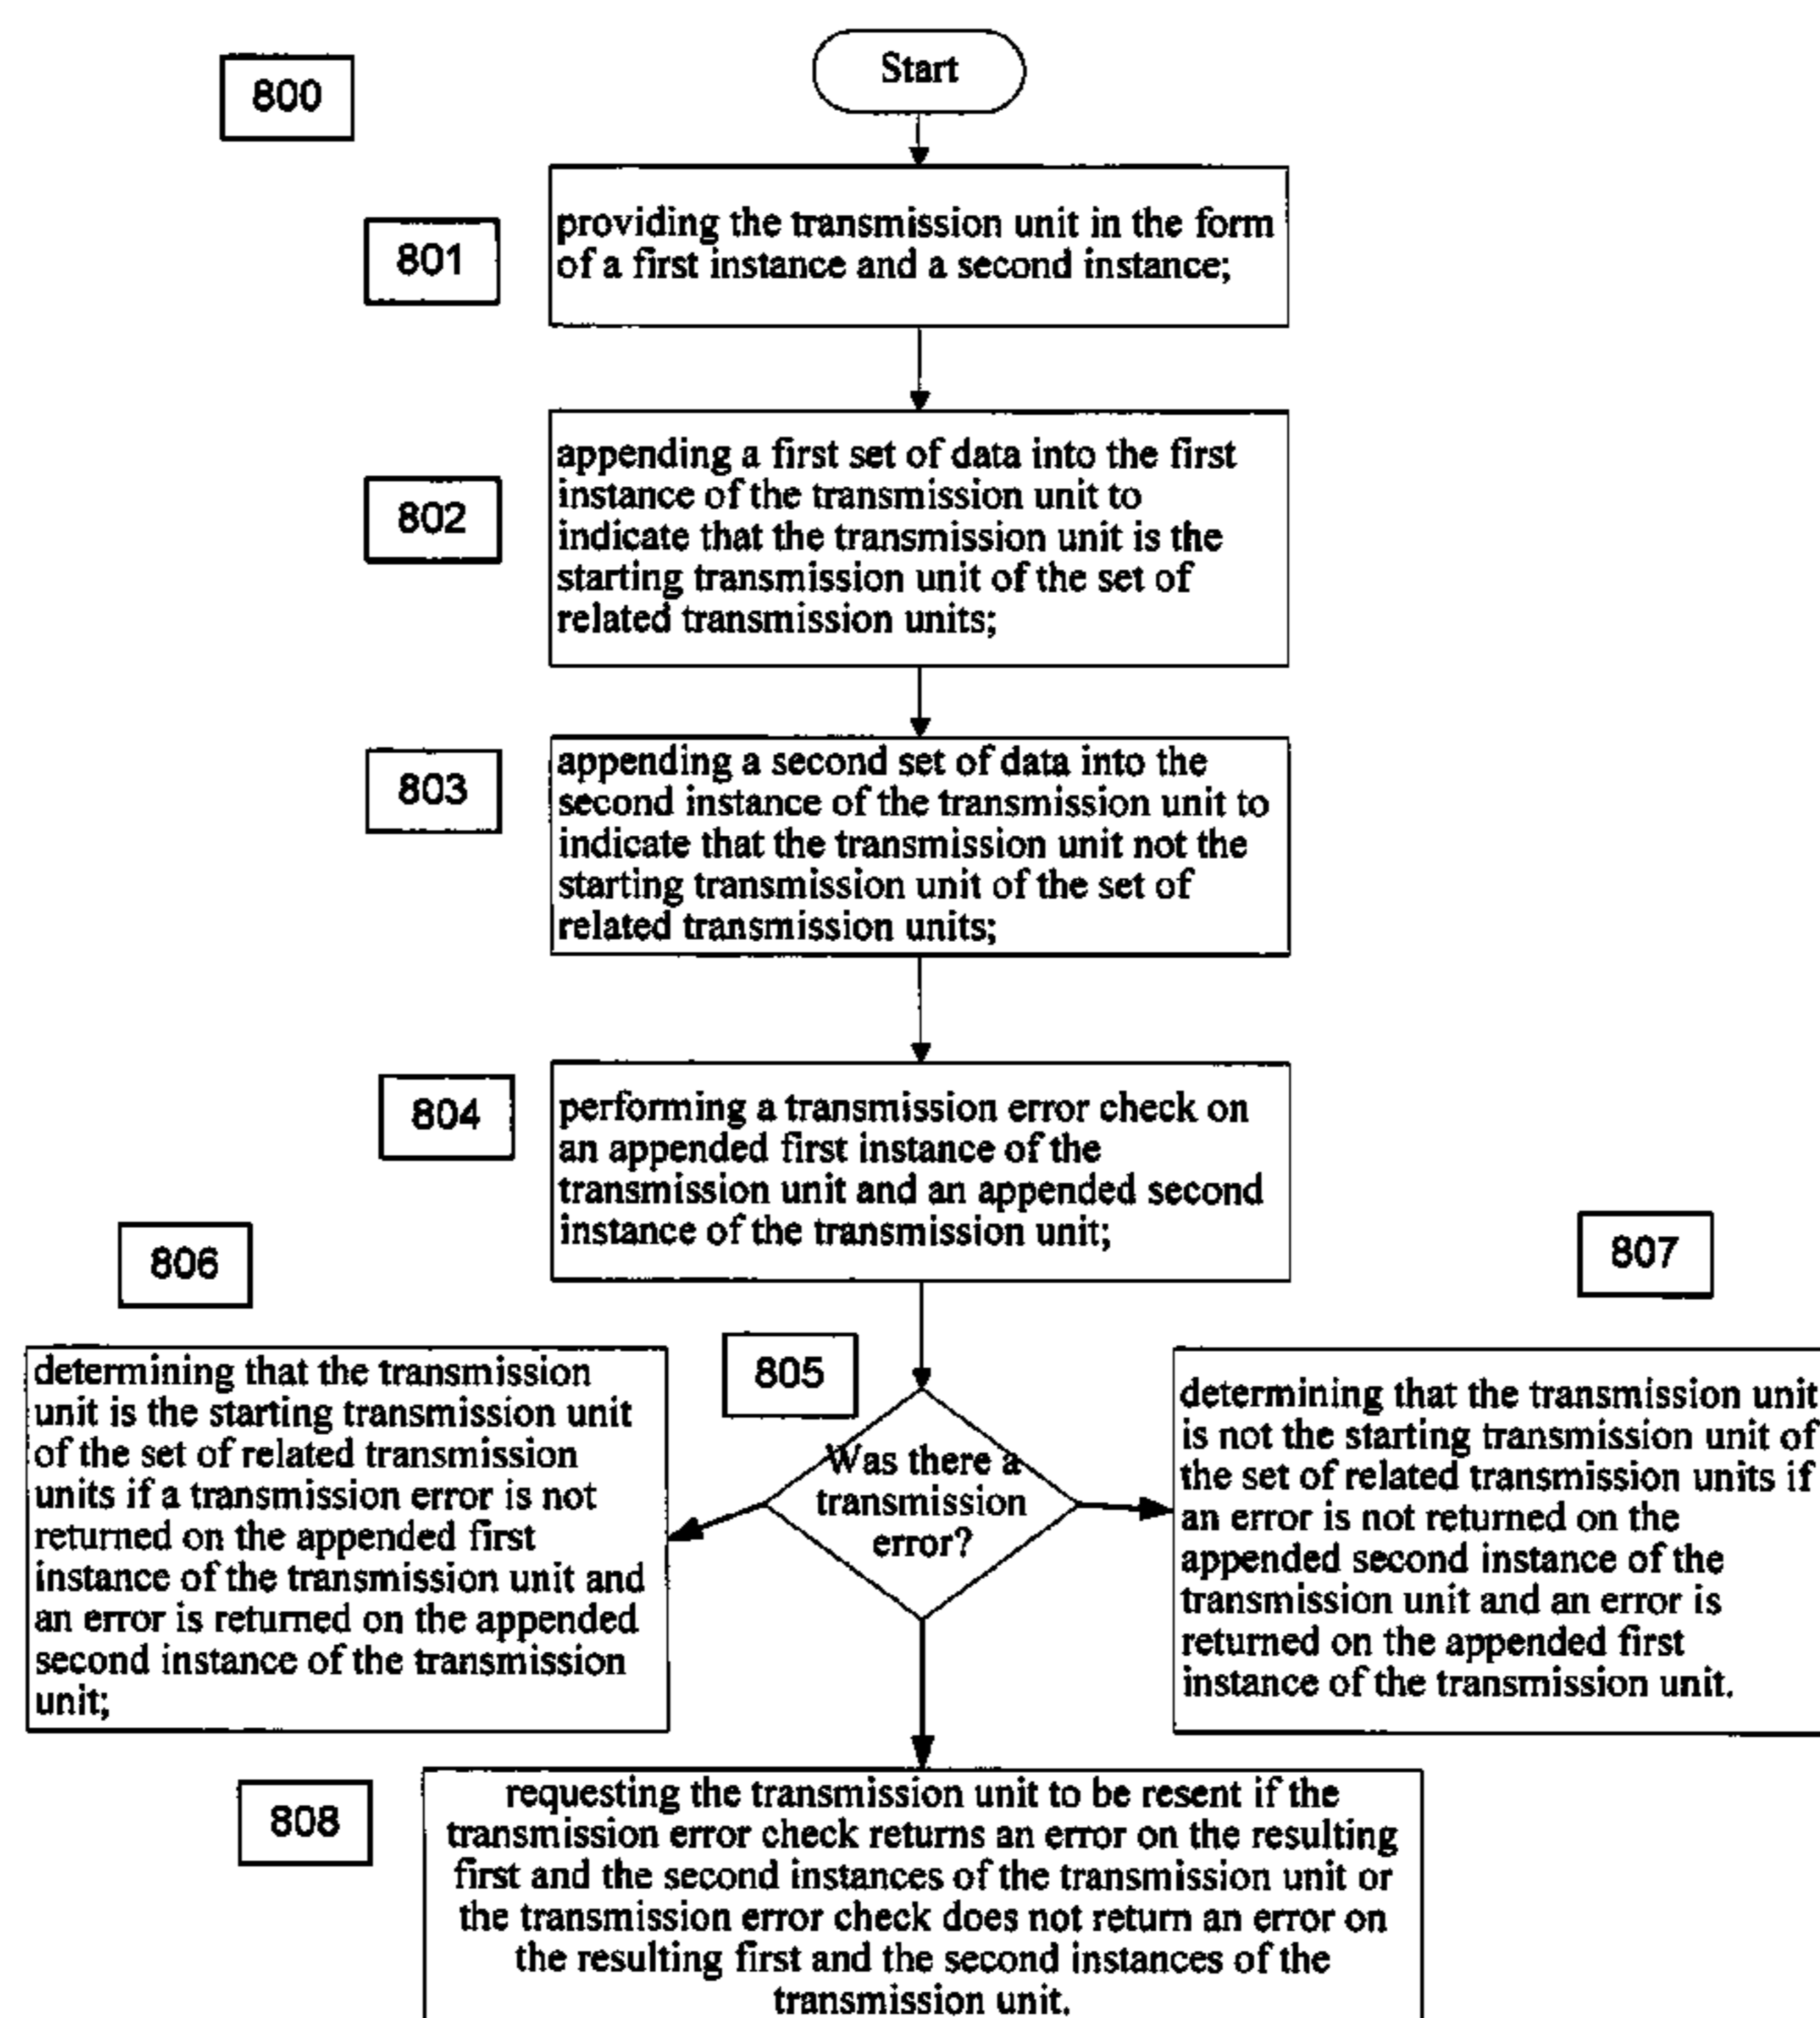 800
Start
801
providing the transmission unit in the form
of a first instance and a second instance;
802
appending a first set of data into the first
instance of the transmission unit to
indicate that the transmission unit is the
starting transmission unit of the set of
related transmission units;
803
appending a second set of data into the
second instance of the transmission unit to
indicate that the transmission unit not the
starting transmission unit of the set of
related transmission units;
804
performing a transmission error check on
an appended first instance of the
transmission unit and an appended second
instance of the transmission unit;
805
Was there a
transmission
error?
806
determining that the transmission
unit is the starting transmission unit
of the set of related transmission
units if a transmission error is not
returned on the appended first
instance of the transmission unit and
an error is returned on the appended
second instance of the transmission
unit;
807
determining that the transmission unit
is not the starting transmission unit of
the set of related transmission units if
an error is not returned on the
appended second instance of the
transmission unit and an error is
returned on the appended first
instance of the transmission unit.
808
requesting the transmission unit to be resent if the
transmission error check returns an error on the resulting
first and the second instances of the transmission unit or
the transmission error check does not return an error on
the resulting first and the second instances of the
transmission unit.